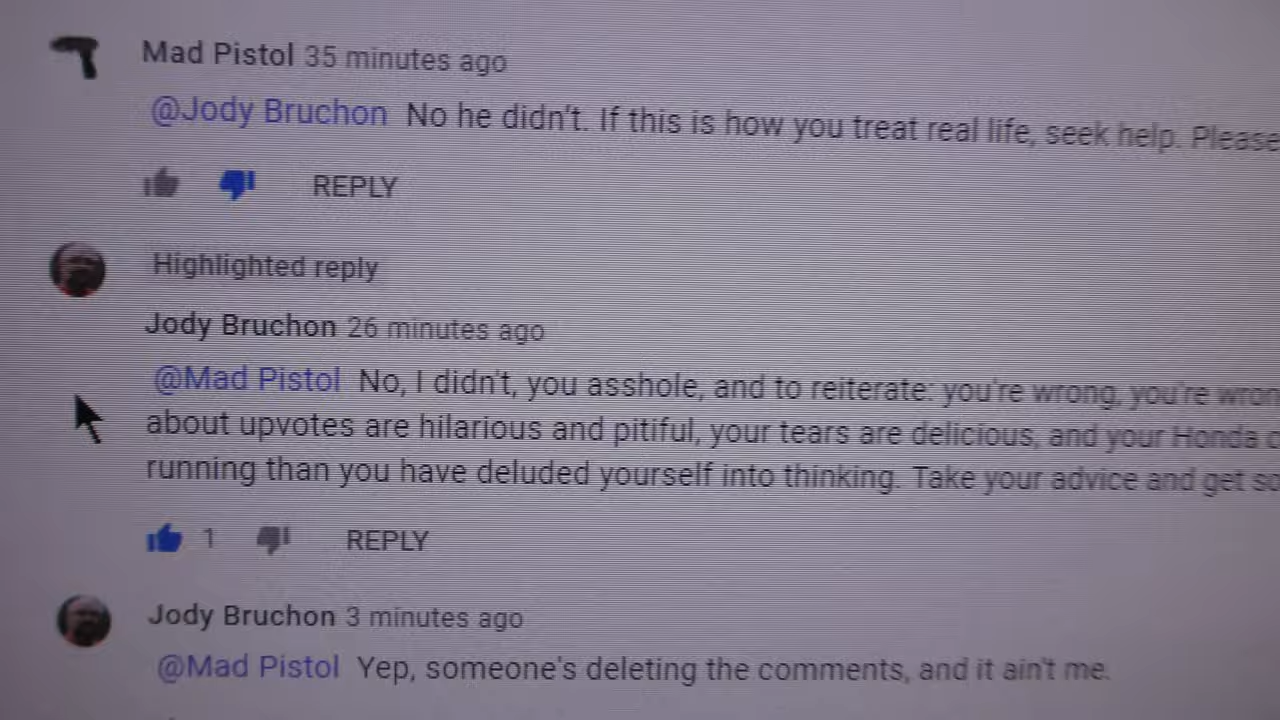 Mad Pistol 35 minutes ago
@Jody Bruchon No he didn't. If this is how you treat real life, seek help. Please
REPLY
Highlighted reply
Jody Bruchon 26 minutes ago
@Mad Pistol No, I didn't, you asshole, and to reiterate: you're wrong, you're
about upvotes are hilarious and pitiful, your tears are delicious, and your Honda
running than you have deluded yourself into thinking. Take your advice and get
1 REPLY
Jody Bruchon 3 minutes ago
@Mad Pistol Yep, someone's deleting the comments, and it ain't me.